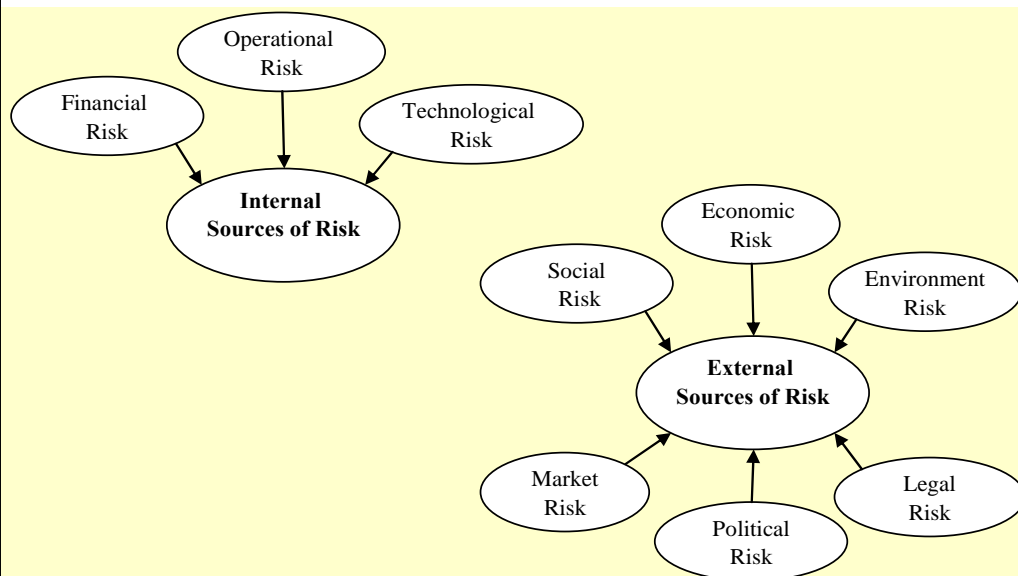 Operational
Risk
Financial
Risk
Technological
Risk
Internal
Sources of Risk
Economic
Risk
Social
Risk
Environment
Risk
External
Sources of Risk
Market
Risk
Legal
Risk
Political
Risk